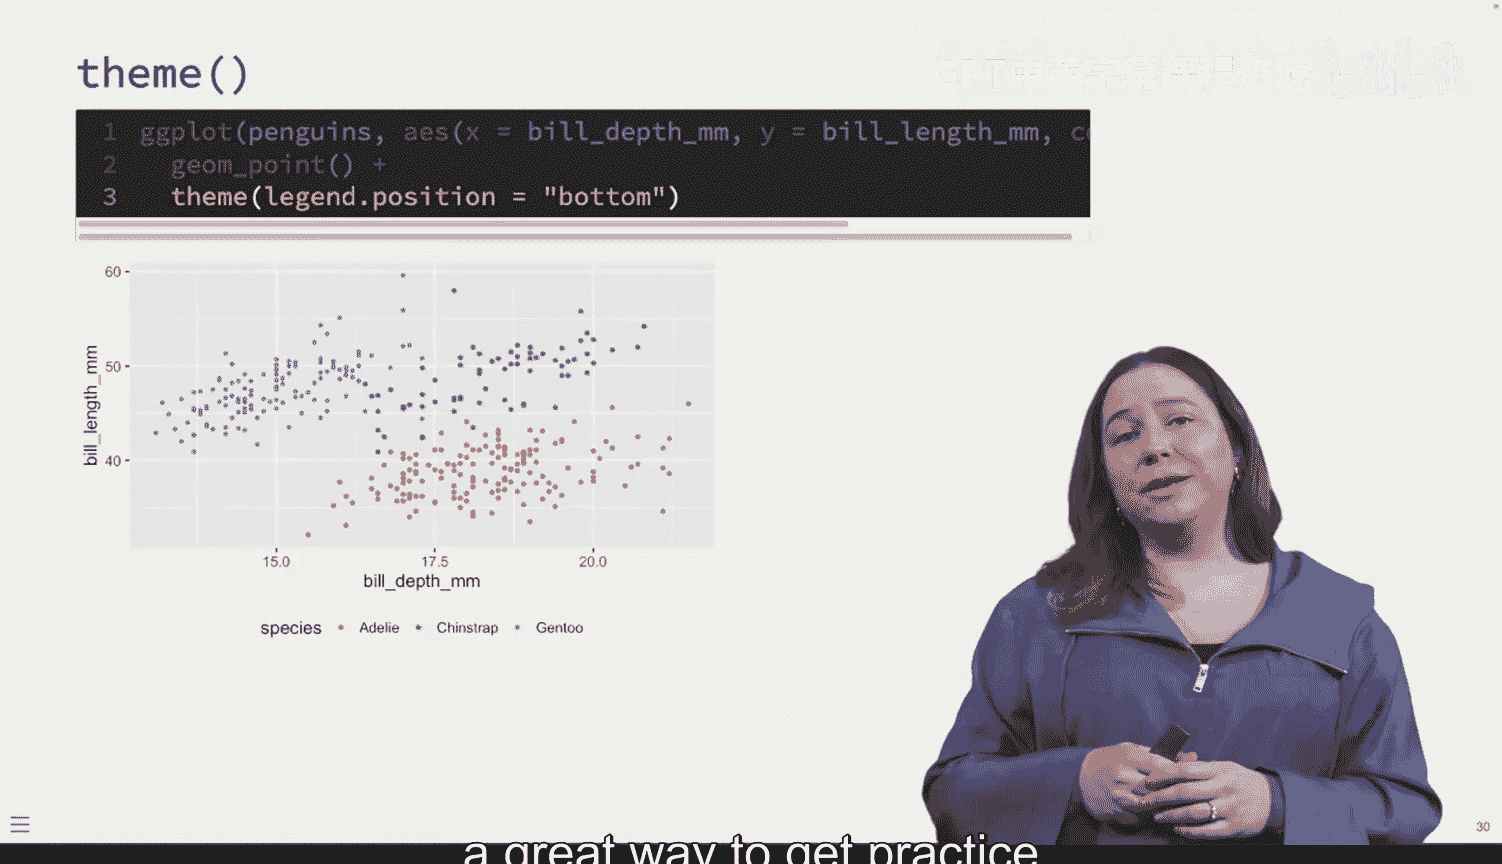 theme()
1 ggplot(penguins, aes(x = bill_depth_mm, y = bill_length_mm, co
2 geom_point() +
3 theme(legend.position = "bottom")
60
50
40
bill_length_mm
15.0 17.5 20.0
bill_depth_mm
species Adelie Chinstrap Gentoo
30
a great way to get practice